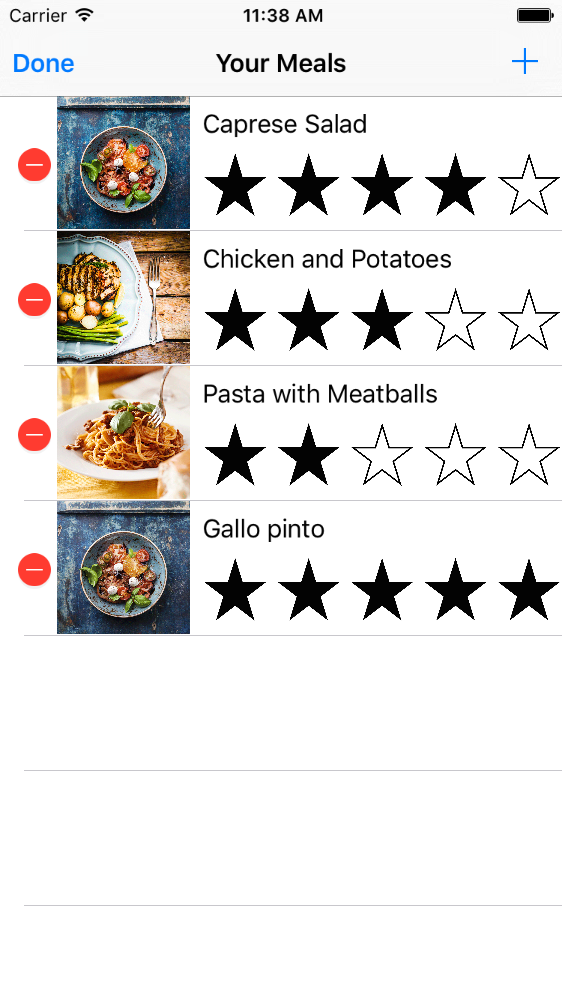 Carrier 11:38 AM
Done Your Meals +
Caprese Salad
Chicken and Potatoes
Pasta with Meatballs
Gallo pinto